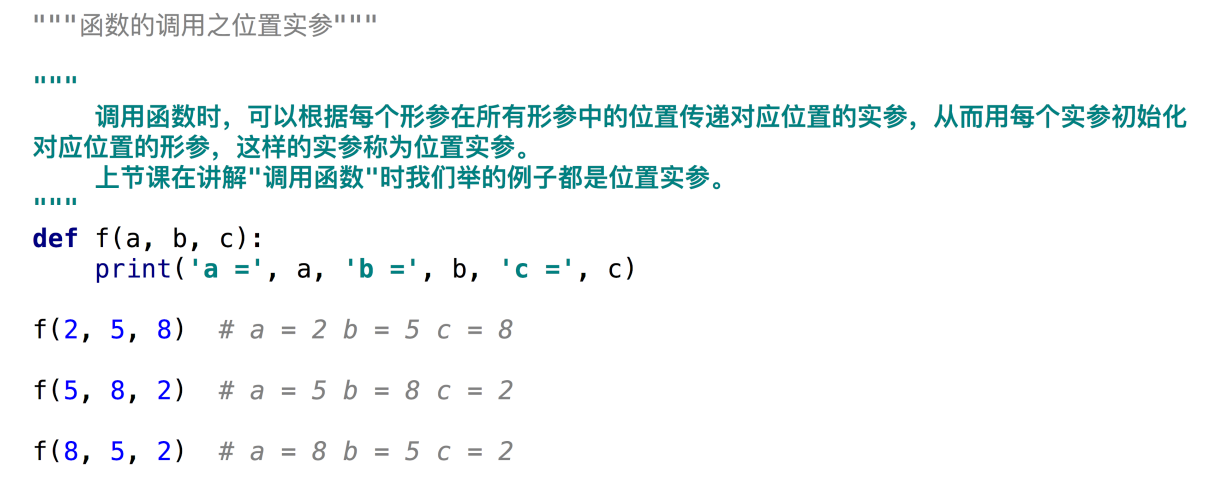 """函数的调用之位置实参"""
"""
    调用函数时，可以根据每个形参在所有形参中的位置传递对应位置的实参，从而用每个实参初始化
对应位置的形参，这样的实参称为位置实参。
    上节课在讲解"调用函数"时我们举的例子都是位置实参。
"""
def f(a, b, c):
    print('a =', a, 'b =', b, 'c =', c)
f(2, 5, 8)  # a = 2 b = 5 c = 8
f(5, 8, 2)  # a = 5 b = 8 c = 2
f(8, 5, 2)  # a = 8 b = 5 c = 2